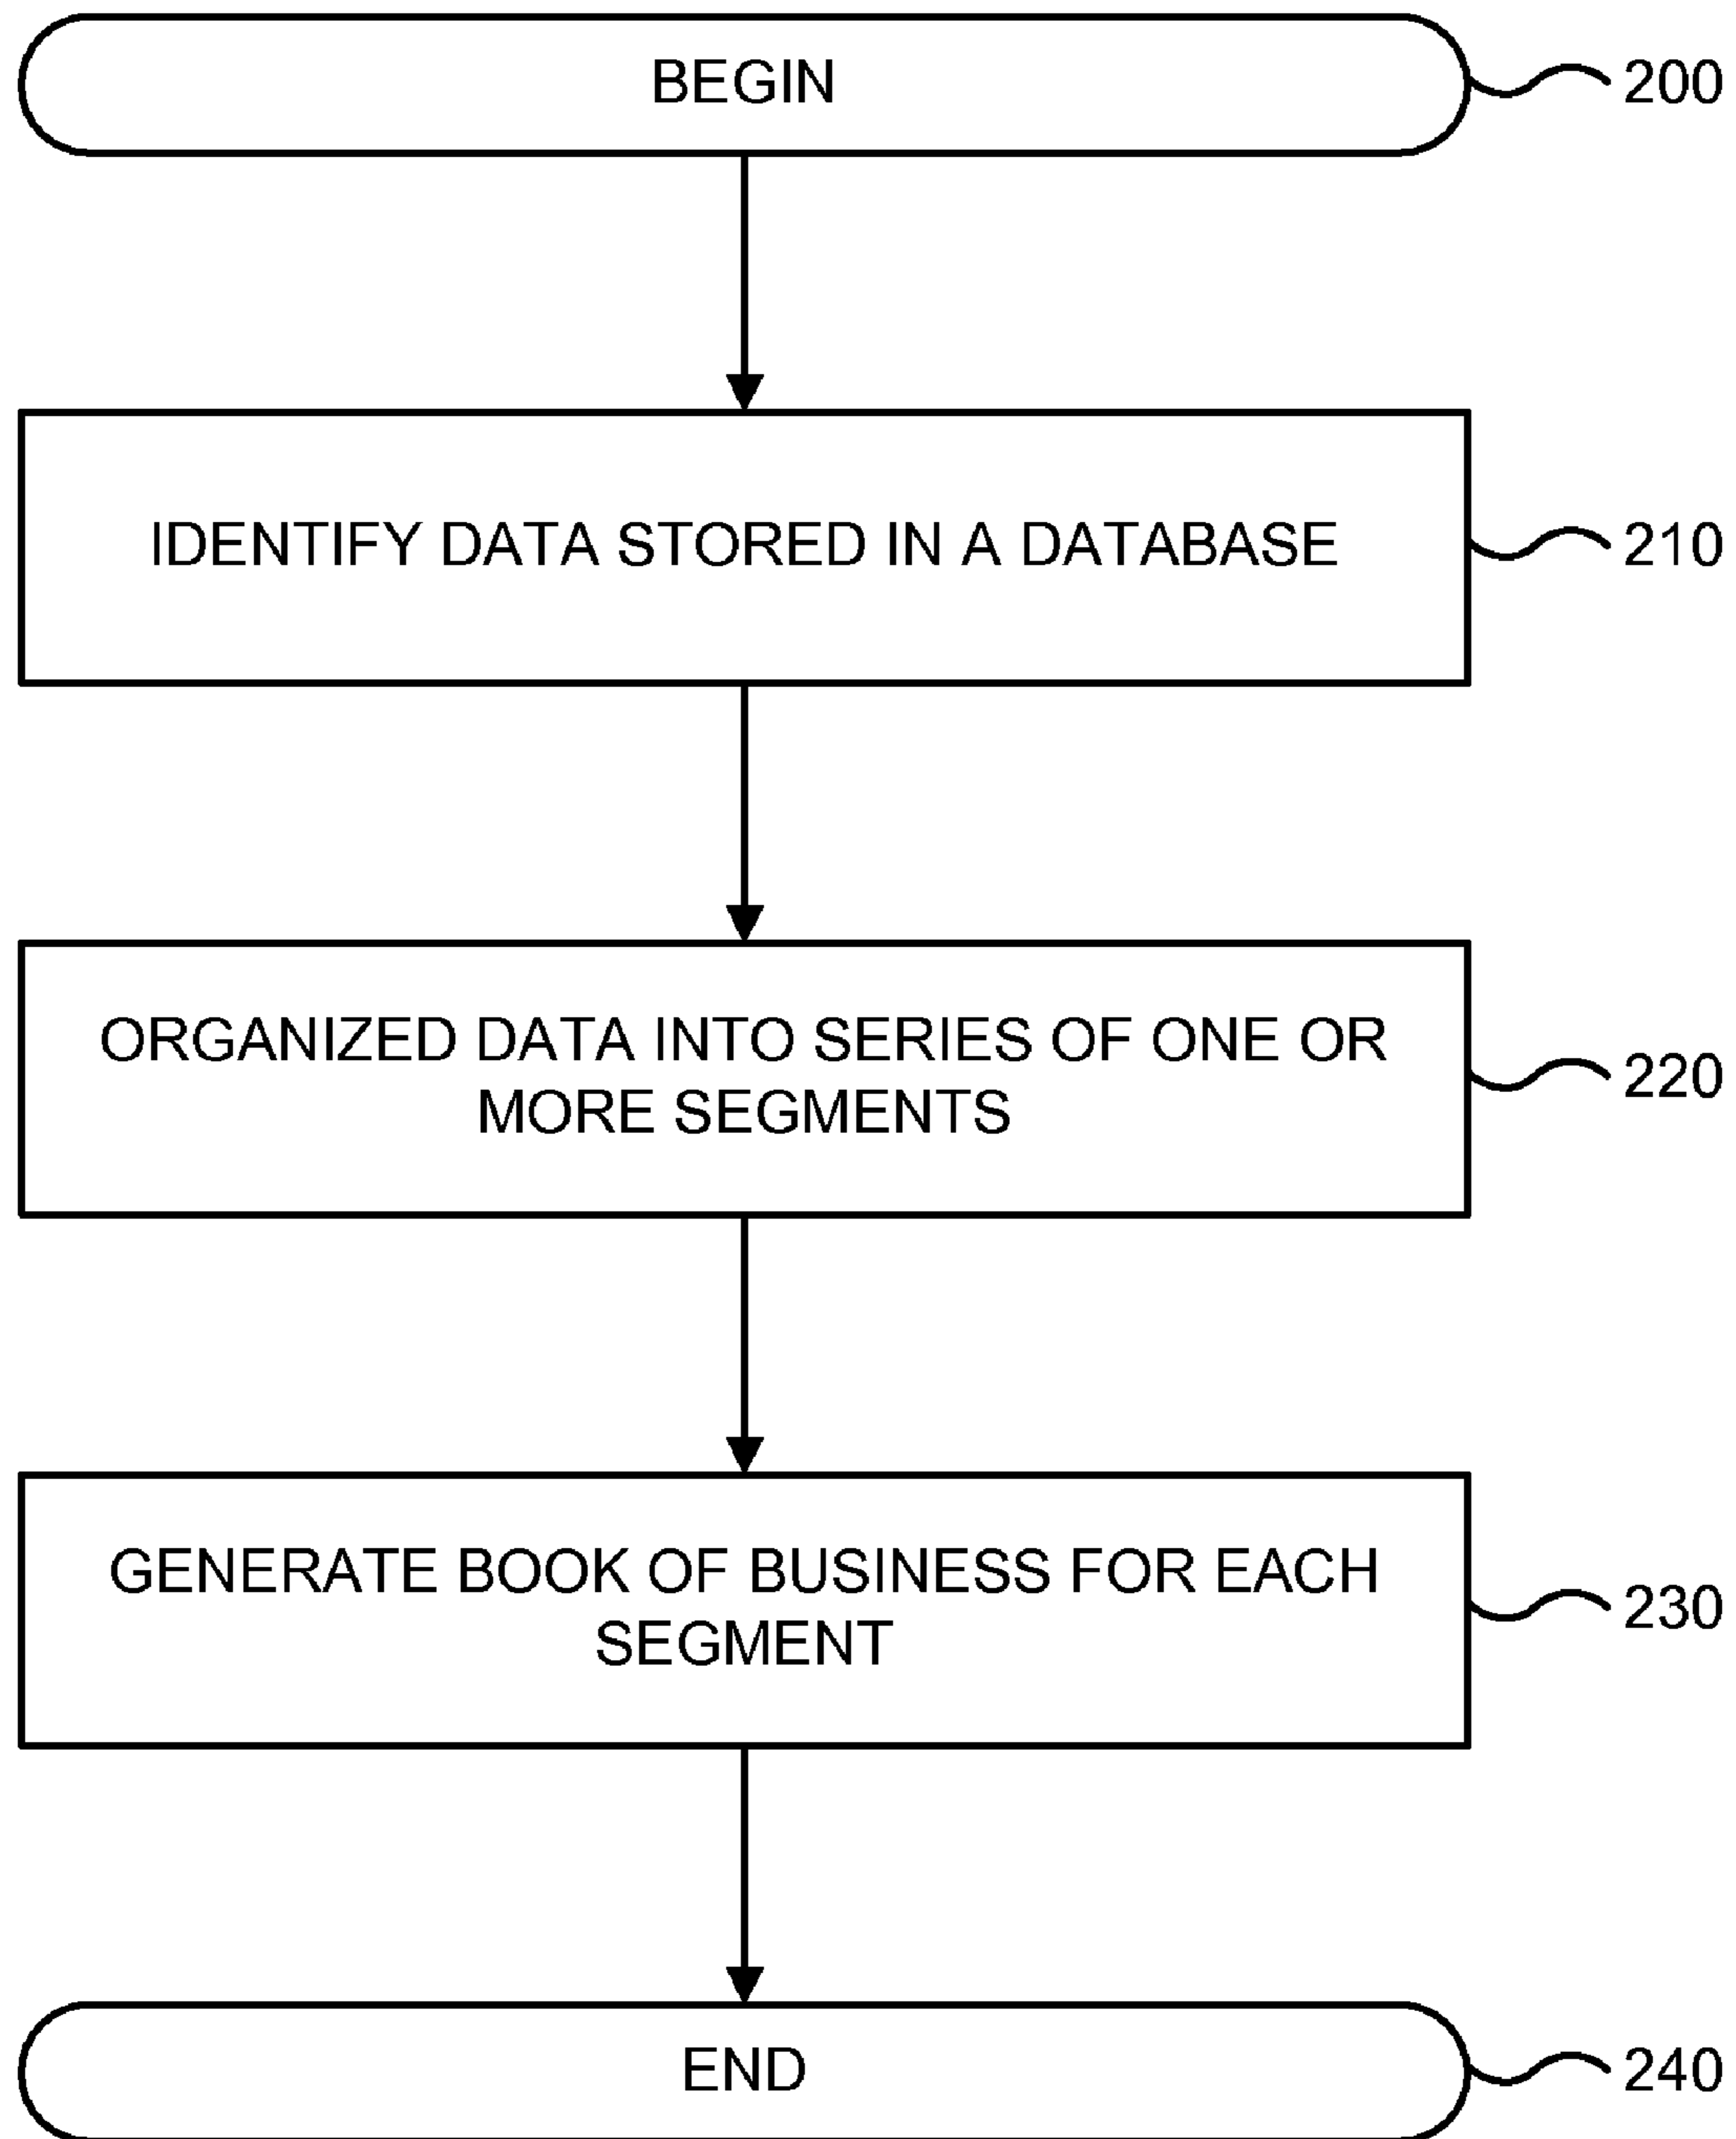 BEGIN
200
IDENTIFY DATA STORED IN A DATABASE
210
ORGANIZED DATA INTO SERIES OF ONE OR
MORE SEGMENTS
220
GENERATE BOOK OF BUSINESS FOR EACH
SEGMENT
230
END
240